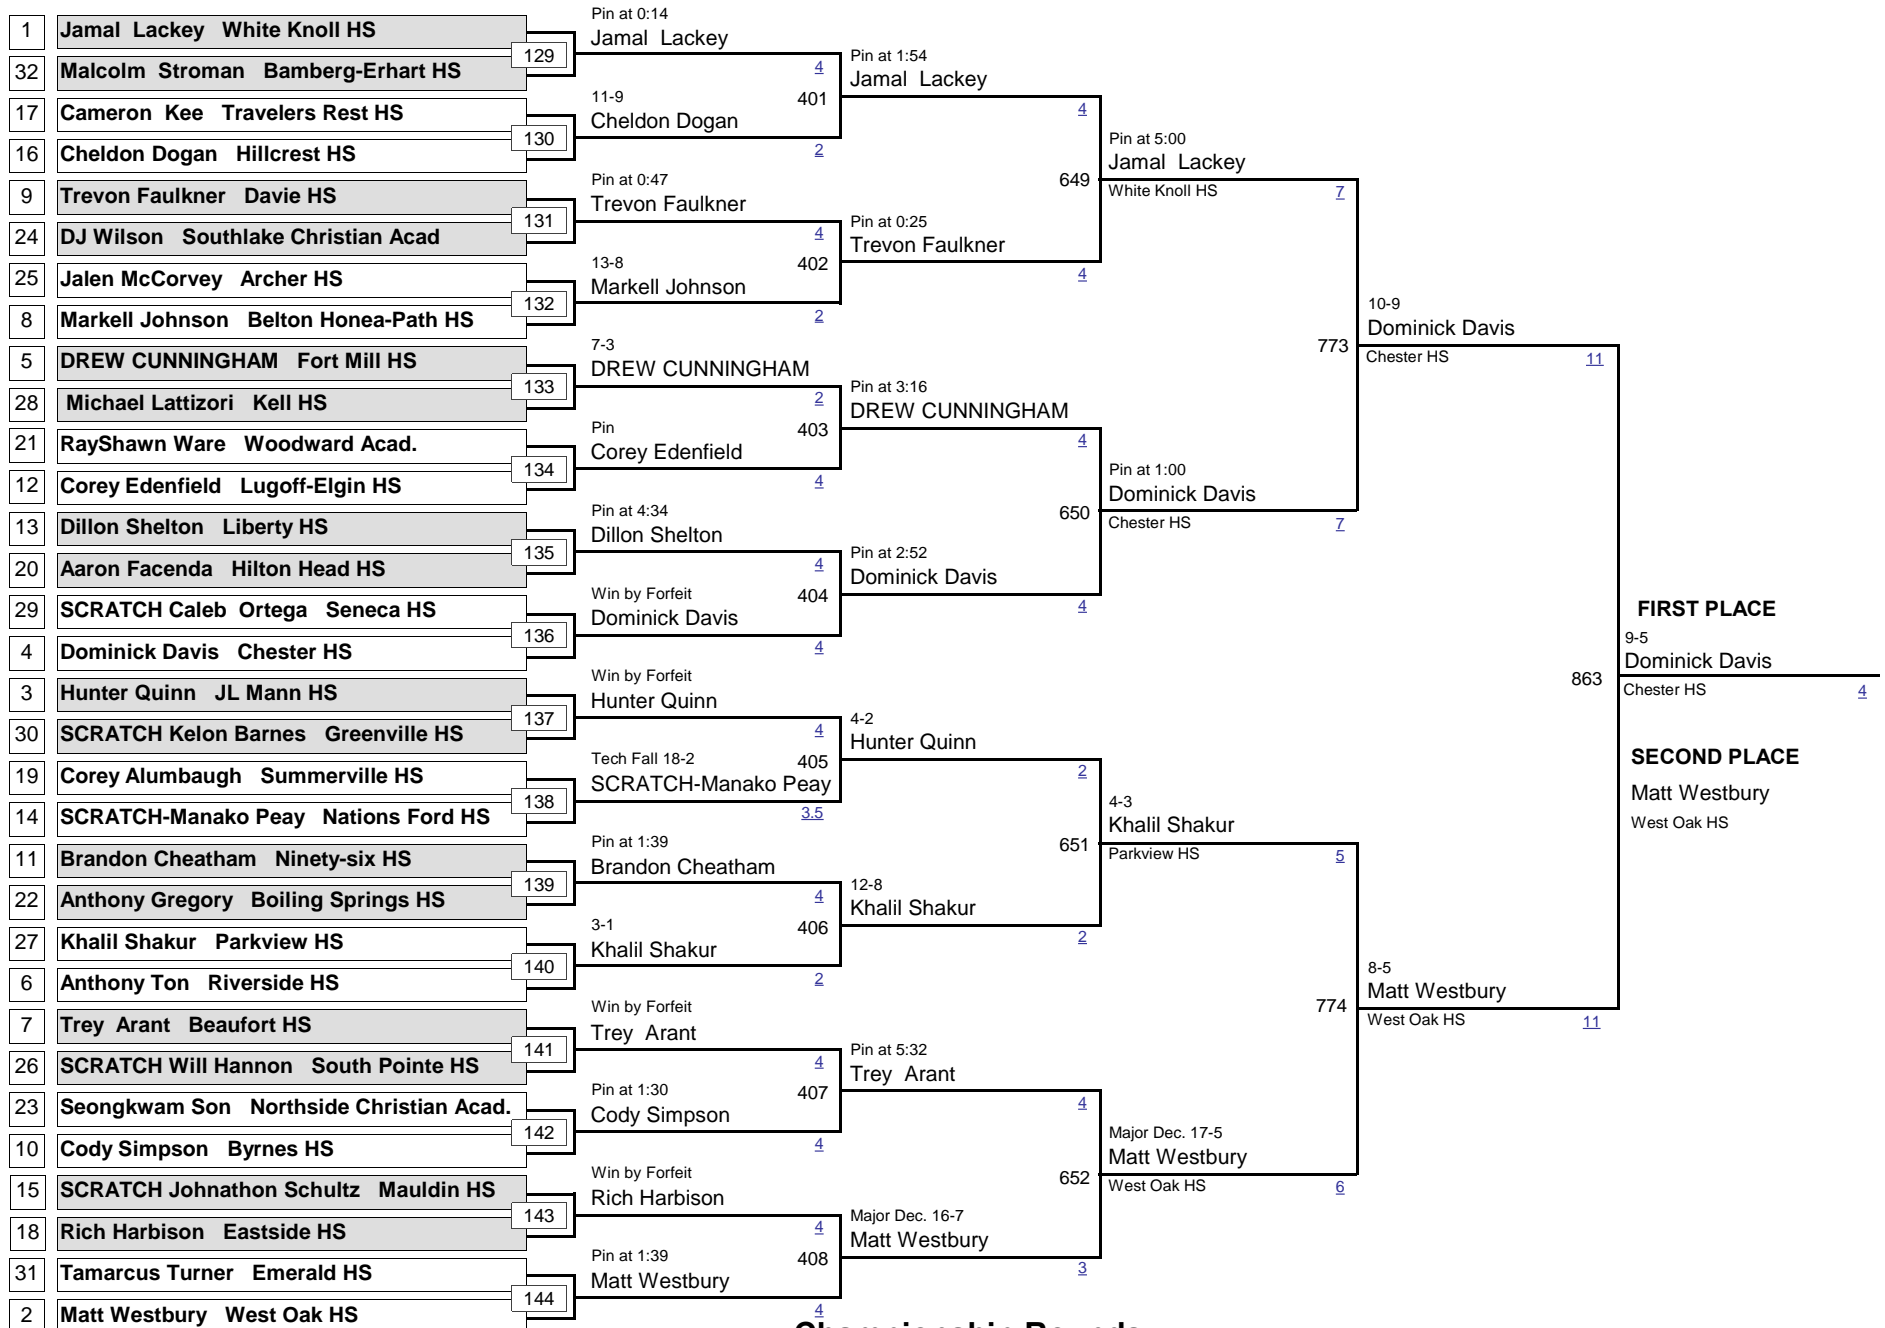 1 Jamal  Lackey   White Knoll HS
32 Malcolm  Stroman   Bamberg-Erhart HS
129
17 Cameron  Kee   Travelers Rest HS
16 Cheldon Dogan   Hillcrest HS
130
9 Trevon Faulkner   Davie HS
24 DJ Wilson   Southlake Christian Acad
131
25 Jalen McCorvey   Archer HS
8 Markell Johnson   Belton Honea-Path HS
132
5 DREW CUNNINGHAM   Fort Mill HS
28 Michael Lattizori   Kell HS
133
21 RayShawn Ware   Woodward Acad.
12 Corey Edenfield   Lugoff-Elgin HS
134
13 Dillon Shelton   Liberty HS
20 Aaron Facenda   Hilton Head HS
135
29 SCRATCH Caleb  Ortega   Seneca HS
4 Dominick Davis   Chester HS
136
3 Hunter Quinn   JL Mann HS
30 SCRATCH Kelon Barnes   Greenville HS
137
19 Corey Alumbaugh   Summerville HS
14 SCRATCH-Manako Peay   Nations Ford HS
138
11 Brandon Cheatham   Ninety-six HS
22 Anthony Gregory   Boiling Springs HS
139
27 Khalil Shakur   Parkview HS
6 Anthony Ton   Riverside HS
140
7 Trey  Arant   Beaufort HS
26 SCRATCH Will Hannon   South Pointe HS
141
23 Seongkwam Son   Northside Christian Acad.
10 Cody Simpson   Byrnes HS
142
15 SCRATCH Johnathon Schultz   Mauldin HS
18 Rich Harbison   Eastside HS
143
31 Tamarcus Turner   Emerald HS
2 Matt Westbury   West Oak HS
144
Pin at 0:14
Jamal  Lackey
4
11-9
401
Cheldon Dogan
2
Pin at 0:47
Trevon Faulkner
4
13-8
402
Markell Johnson
2
7-3
DREW CUNNINGHAM
2
Pin
403
Corey Edenfield
4
Pin at 4:34
Dillon Shelton
4
Win by Forfeit
404
Dominick Davis
4
Win by Forfeit
Hunter Quinn
4
Tech Fall 18-2
405
SCRATCH-Manako Peay
3.5
Pin at 1:39
Brandon Cheatham
4
3-1
406
Khalil Shakur
2
Win by Forfeit
Trey  Arant
4
Pin at 1:30
407
Cody Simpson
4
Win by Forfeit
Rich Harbison
4
Pin at 1:39
408
Matt Westbury
4
Pin at 1:54
Jamal  Lackey
4
649
Pin at 0:25
Trevon Faulkner
4
Pin at 3:16
DREW CUNNINGHAM
4
650
Pin at 2:52
Dominick Davis
4
4-2
Hunter Quinn
2
651
12-8
Khalil Shakur
2
Pin at 5:32
Trey  Arant
4
652
Major Dec. 16-7
Matt Westbury
3
Pin at 5:00
Jamal  Lackey
White Knoll HS
7
773
Pin at 1:00
Dominick Davis
Chester HS
7
4-3
Khalil Shakur
Parkview HS
5
774
Major Dec. 17-5
Matt Westbury
West Oak HS
6
10-9
Dominick Davis
Chester HS
11
863
8-5
Matt Westbury
West Oak HS
11
FIRST PLACE
9-5
Dominick Davis
Chester HS
4
SECOND PLACE
Matt Westbury
West Oak HS
Championship Rounds